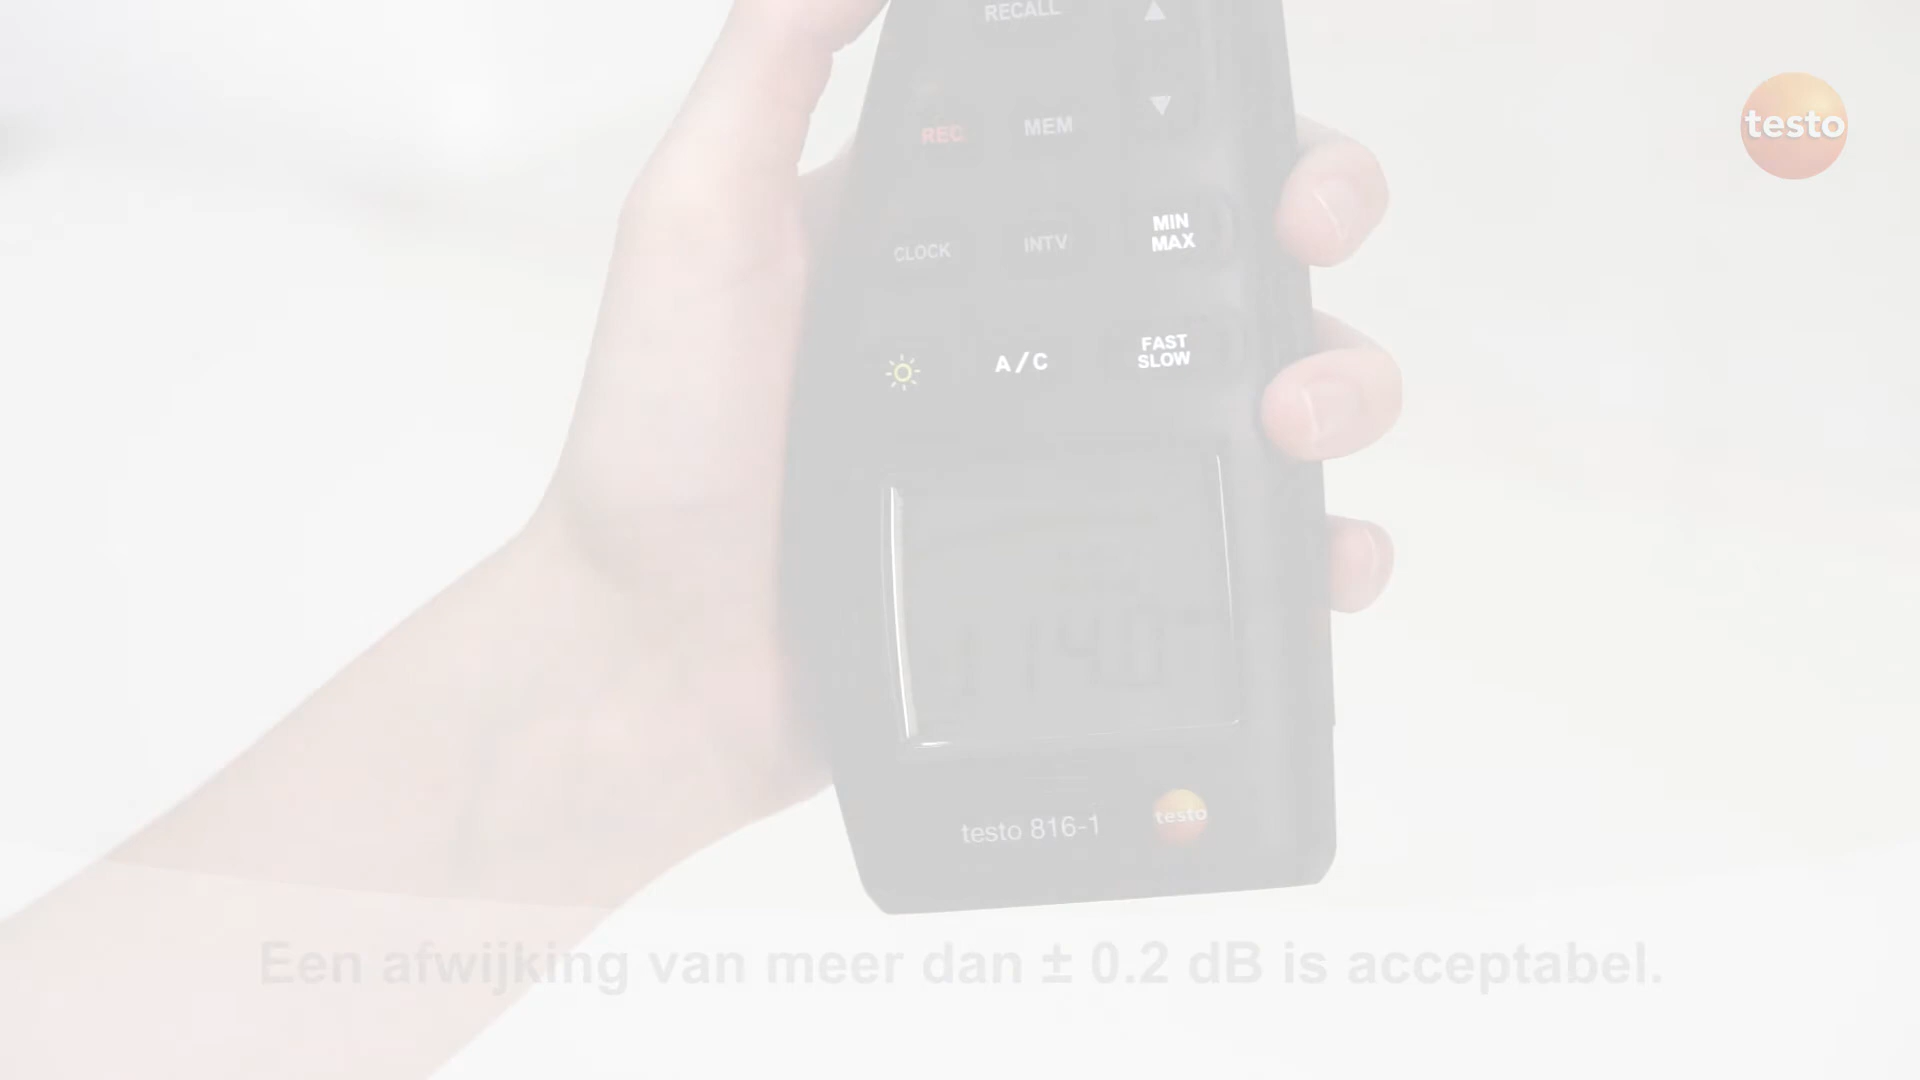 RECALL
testo
REC MEM
CLOCK INTV MIN
MAX
A/C FAST
SLOW
testo 816-1 testo
Een afwijking van meer dan ± 0.2 dB is acceptabel.